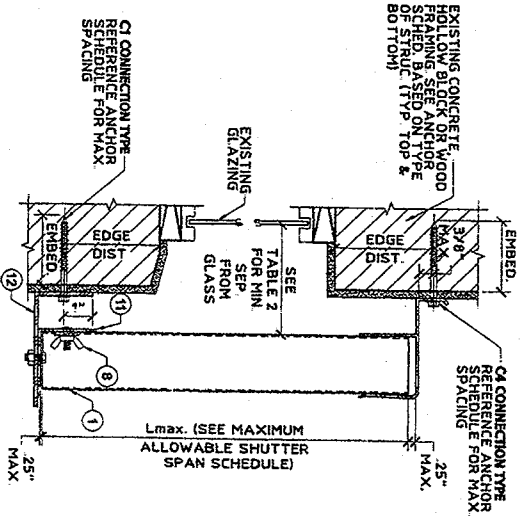 EXISTING CONCRETE,
HOLLOW BLOCK OR WOOD
FRAMING. SEE ANCHOR
SCHED. BASED ON TYPE
OF STRUC. (TYP. TOP &
BOTTOM)
EMBED.
3/8"
MAX.
EDGE
DIST.
C4 CONNECTION TYPE
REFERENCE ANCHOR
SCHEDULE FOR MAX
SPACING
EXISTING
GLAZING
SEE
TABLE 2
FOR MIN
SEP
FROM
GLASS
C1 CONNECTION TYPE
REFERENCE ANCHOR
SCHEDULE FOR MAX
SPACING
EDGE
DIST.
EMBED.
12
11
8
1
Lmax. (SEE MAXIMUM
ALLOWABLE SHUTTER
SPAN SCHEDULE)
.25"
MAX.
.25"
MAX